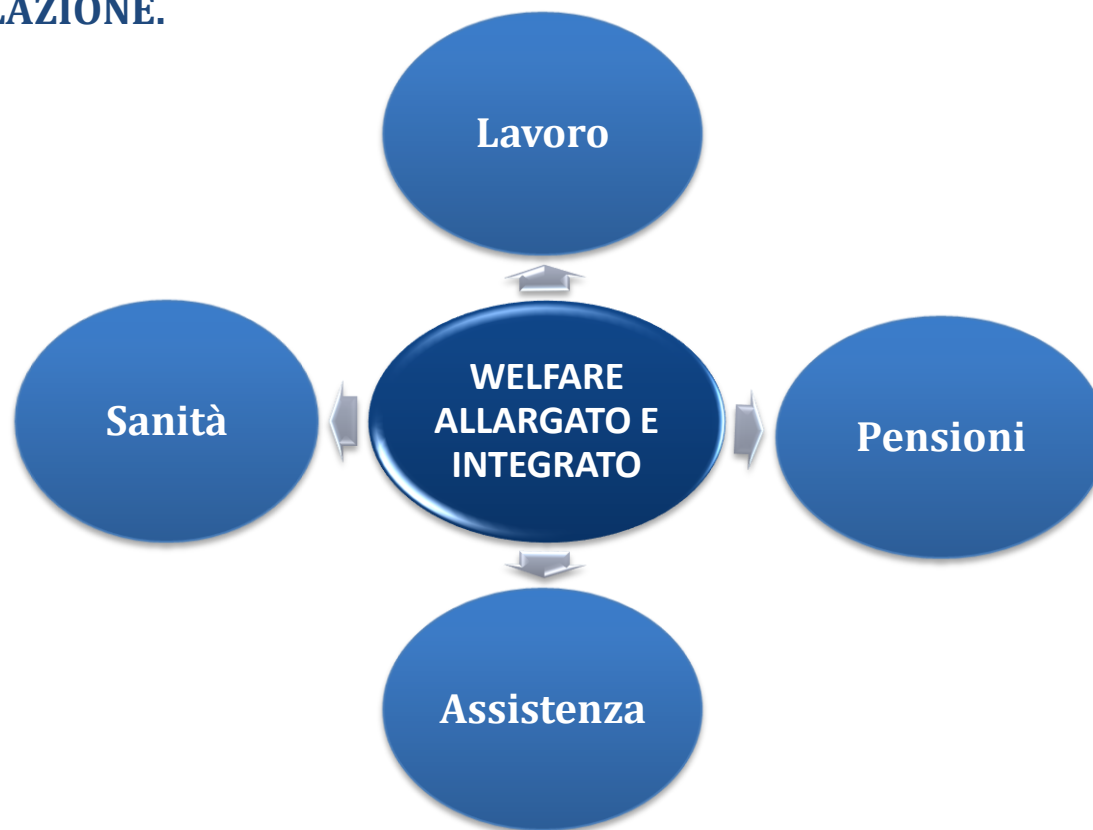 LAZIONE.
Lavoro
Sanità
WELFARE
ALLARGATO E
INTEGRATO
Pensioni
Assistenza